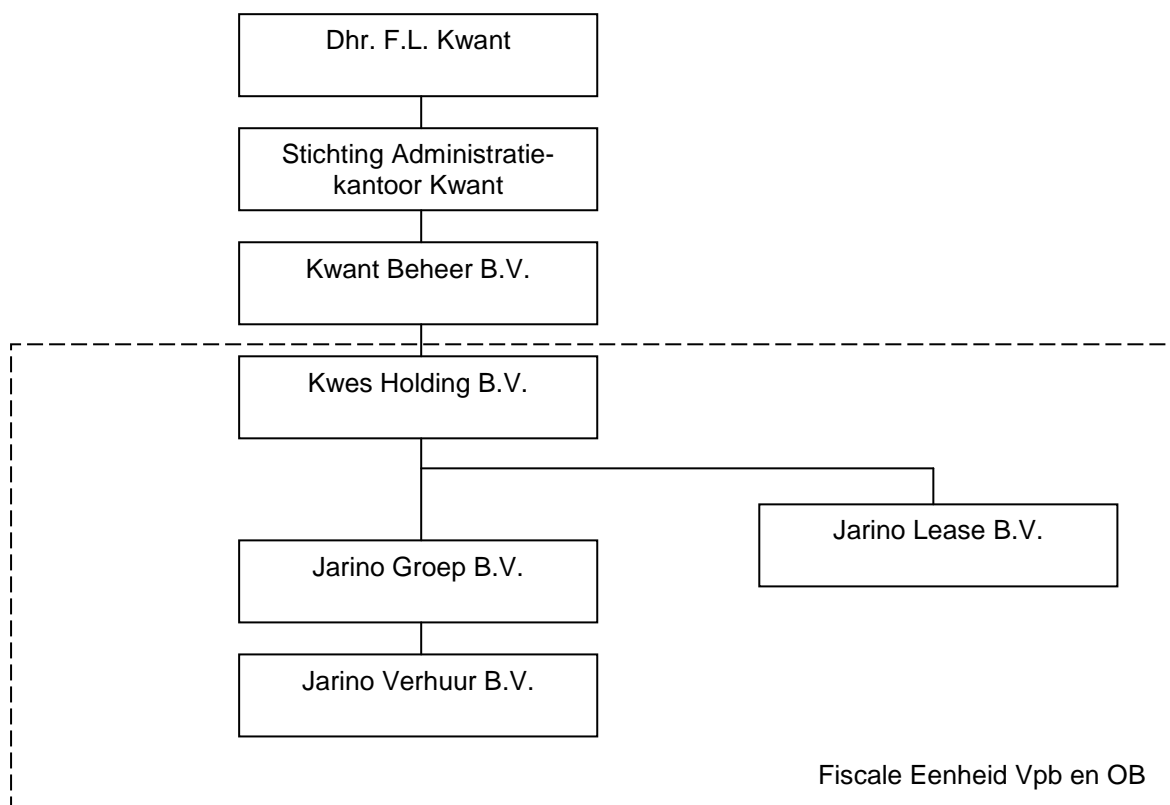 Dhr. F.L. Kwant
Stichting Administratie-
kantoor Kwant
Kwant Beheer B.V.
Kwes Holding B.V.
Jarino Lease B.V.
Jarino Groep B.V.
Jarino Verhuur B.V.
Fiscale Eenheid Vpb en OB